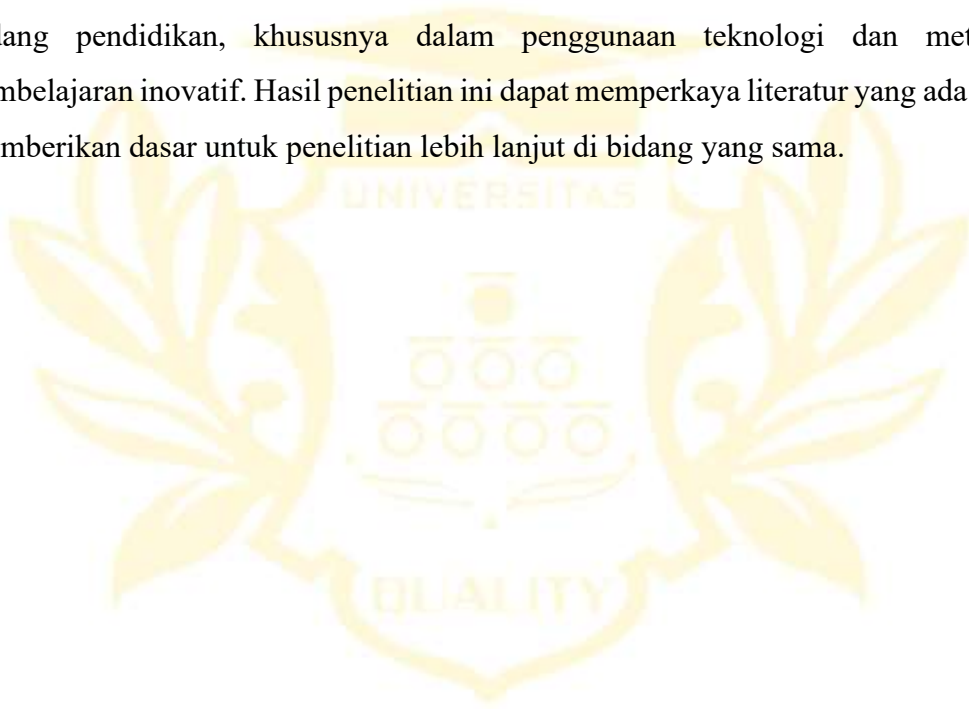 dang pendidikan, khususnya dalam penggunaan teknologi dan met
mbelajaran inovatif. Hasil penelitian ini dapat memperkaya literatur yang ada
mberikan dasar untuk penelitian lebih lanjut di bidang yang sama.
UNIVERSITAS
QUALITY